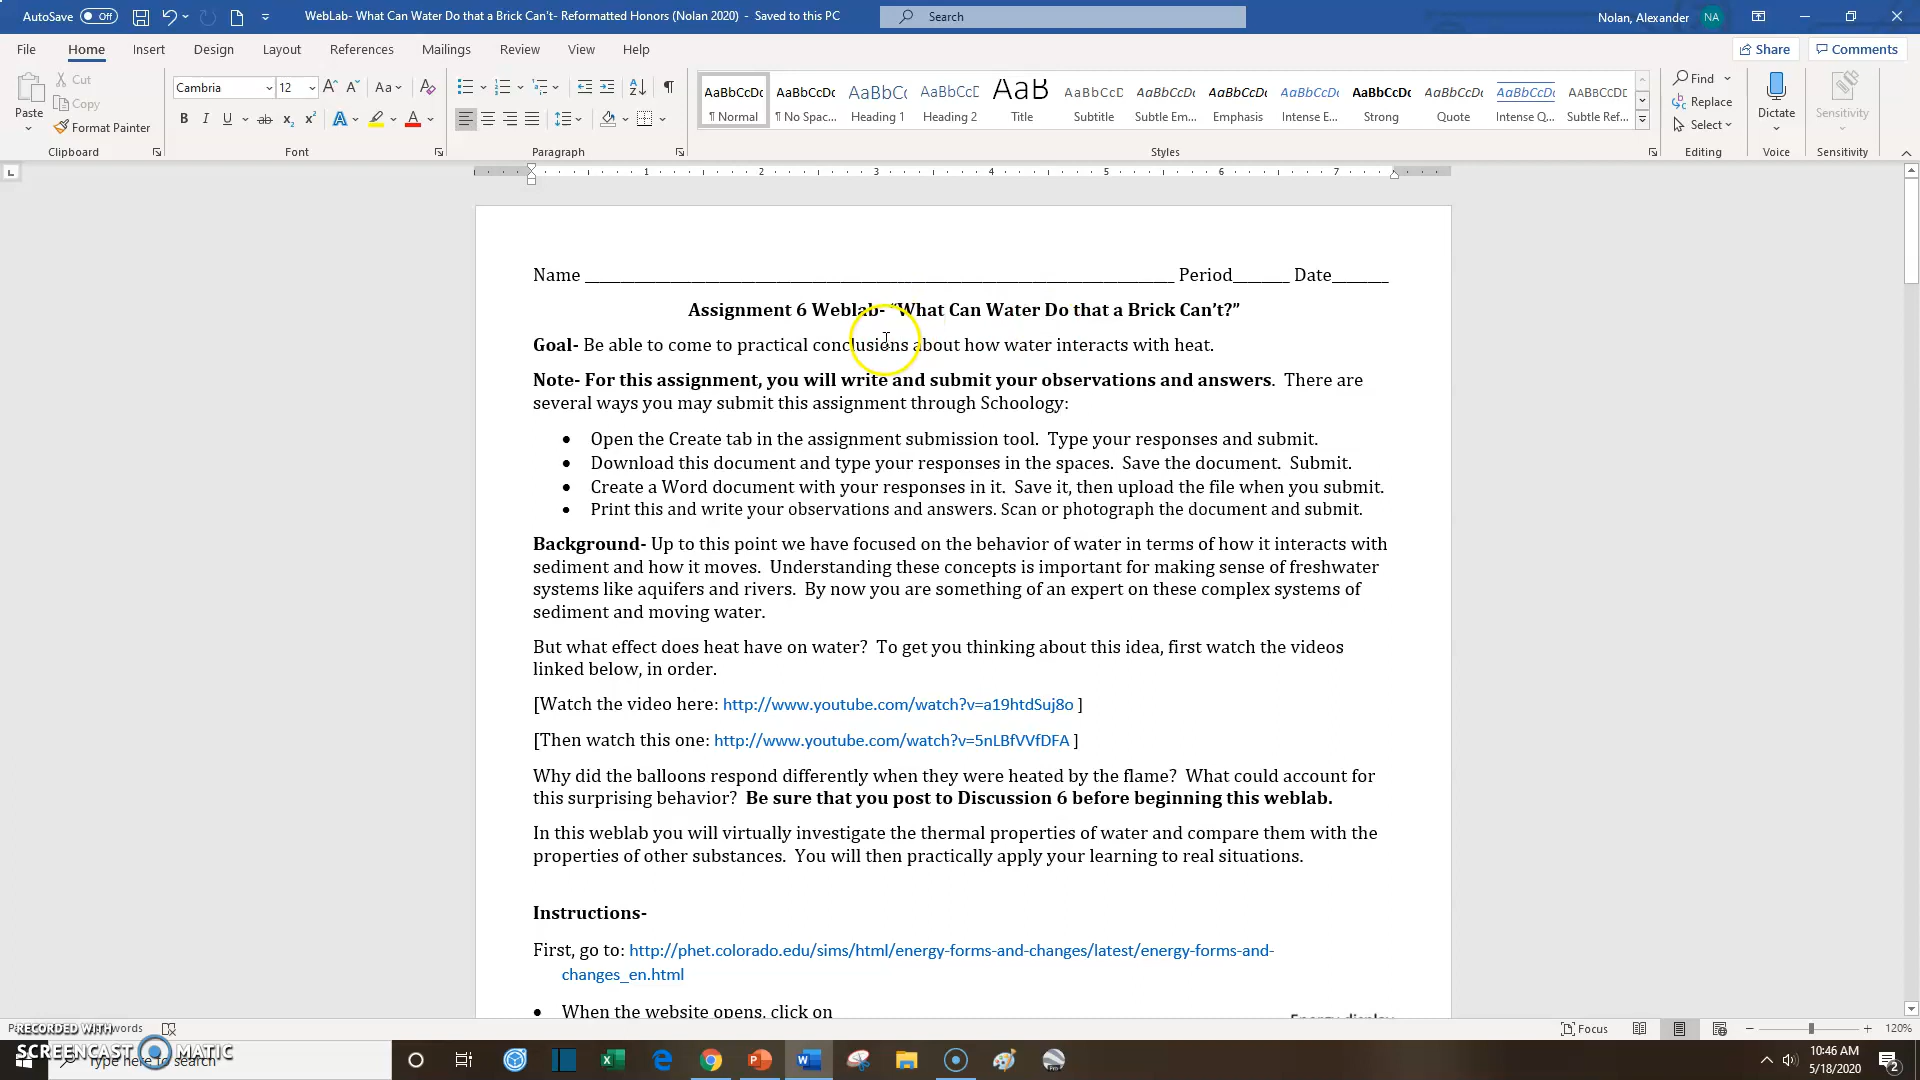 AutoSave Off WebLab- What Can Water Do that a Brick Can't- Reformatted Honors (Nolan 2020) - Saved to this PC Search Nolan, Alexander NA
File Home Insert Design Layout References Mailings Review View Help Share Comments
Paste Cut Copy Format Painter
Cambria 12
AaBbCcDc AaBbCcDc AaBbCc AaBbCcD AaB AaBbCcD AaBbCcDc AaBbCcDc AaBbCcDc AaBbCcDc AaBbCcDc AaBbCcDc AaBbCcDc
¶ Normal ¶ No Spac... Heading 1 Heading 2 Title Subtitle Subtle Em... Emphasis Intense E... Strong Quote Intense Q... Subtle Ref...
Find Replace Select
Dictate Sensitivity
Clipboard Font Paragraph Styles Editing Voice Sensitivity
1 2 3 4 5 6 7
Name Period Date
Assignment 6 Weblab- “What Can Water Do that a Brick Can’t?”
Goal- Be able to come to practical conclusions about how water interacts with heat.
Note- For this assignment, you will write and submit your observations and answers. There are
several ways you may submit this assignment through Schoology:
• Open the Create tab in the assignment submission tool. Type your responses and submit.
• Download this document and type your responses in the spaces. Save the document. Submit.
• Create a Word document with your responses in it. Save it, then upload the file when you submit.
• Print this and write your observations and answers. Scan or photograph the document and submit.
Background- Up to this point we have focused on the behavior of water in terms of how it interacts with
sediment and how it moves. Understanding these concepts is important for making sense of freshwater
systems like aquifers and rivers. By now you are something of an expert on these complex systems of
sediment and moving water.
But what effect does heat have on water? To get you thinking about this idea, first watch the videos
linked below, in order.
[Watch the video here: http://www.youtube.com/watch?v=a19htdSuj8o ]
[Then watch this one: http://www.youtube.com/watch?v=5nLBfVVfDFA ]
Why did the balloons respond differently when they were heated by the flame? What could account for
this surprising behavior? Be sure that you post to Discussion 6 before beginning this weblab.
In this weblab you will virtually investigate the thermal properties of water and compare them with the
properties of other substances. You will then practically apply your learning to real situations.
Instructions-
First, go to: http://phet.colorado.edu/sims/html/energy-forms-and-changes/latest/energy-forms-and-
changes_en.html
• When the website opens, click on
Energy display
RECORDED WITH words Focus 120%
SCREENCAST MATIC
Type here to search
10:46 AM
5/18/2020
2